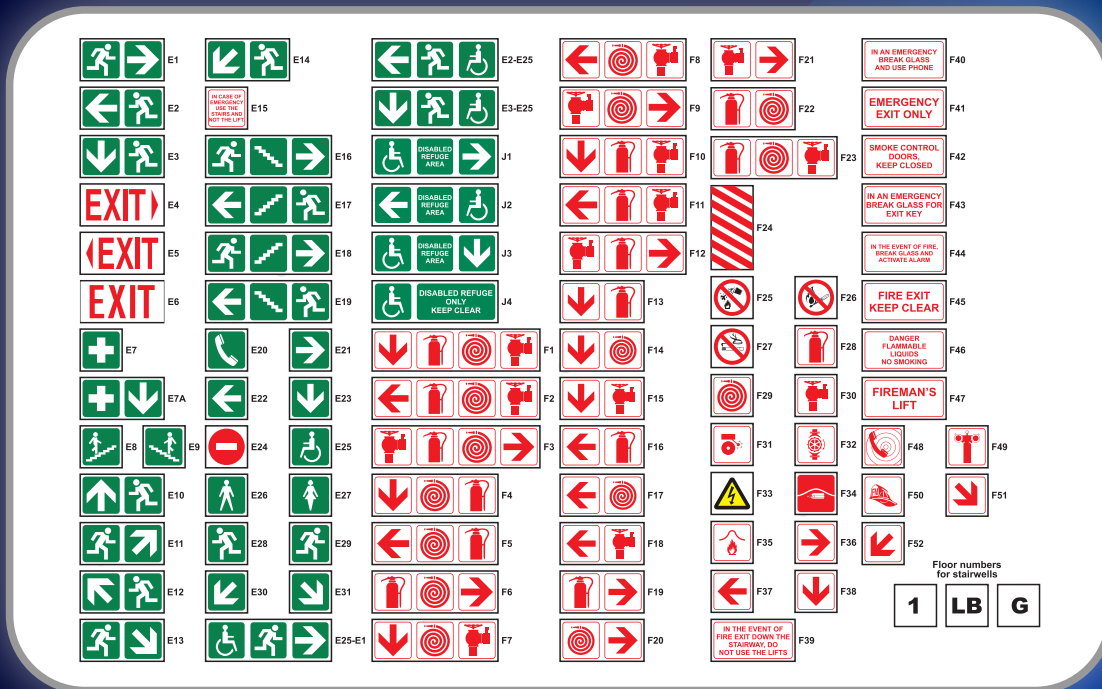 E1
E2
E3
EXIT
E4
EXIT
E5
EXIT
E6
E7
E7A
E8
E9
E10
E11
E12
E13
E14
IN CASE OF
EMERGENCY
USE THE
STAIRS AND
NOT THE LIFT
E15
E16
E17
E18
E19
E20
E21
E22
E23
E24
E25
E26
E27
E28
E29
E30
E31
E25-E1
E2-E25
E3-E25
DISABLED
REFUGE
AREA
J1
DISABLED
REFUGE
AREA
J2
DISABLED
REFUGE
AREA
J3
DISABLED REFUGE
ONLY
KEEP CLEAR
J4
F1
F2
F3
F4
F5
F6
F7
F8
F9
F10
F11
F12
F13
F14
F15
F16
F17
F18
F19
F20
F21
F22
F23
F24
F25
F26
F27
F28
F29
F30
F31
F32
F33
F34
F35
F36
F37
F38
IN THE EVENT OF
FIRE EXIT DOWN THE
STAIRWAY, DO
NOT USE THE LIFTS
F39
IN AN EMERGENCY
BREAK GLASS
AND USE PHONE
F40
EMERGENCY
EXIT ONLY
F41
SMOKE CONTROL
DOORS,
KEEP CLOSED
F42
IN AN EMERGENCY
BREAK GLASS FOR
EXIT KEY
F43
IN THE EVENT OF FIRE,
BREAK GLASS AND
ACTIVATE ALARM
F44
FIRE EXIT
KEEP CLEAR
F45
DANGER
FLAMMABLE
LIQUIDS
NO SMOKING
F46
FIREMAN'S
LIFT
F47
F48
F49
F50
F51
F52
Floor numbers
for stairwells
1
LB
G